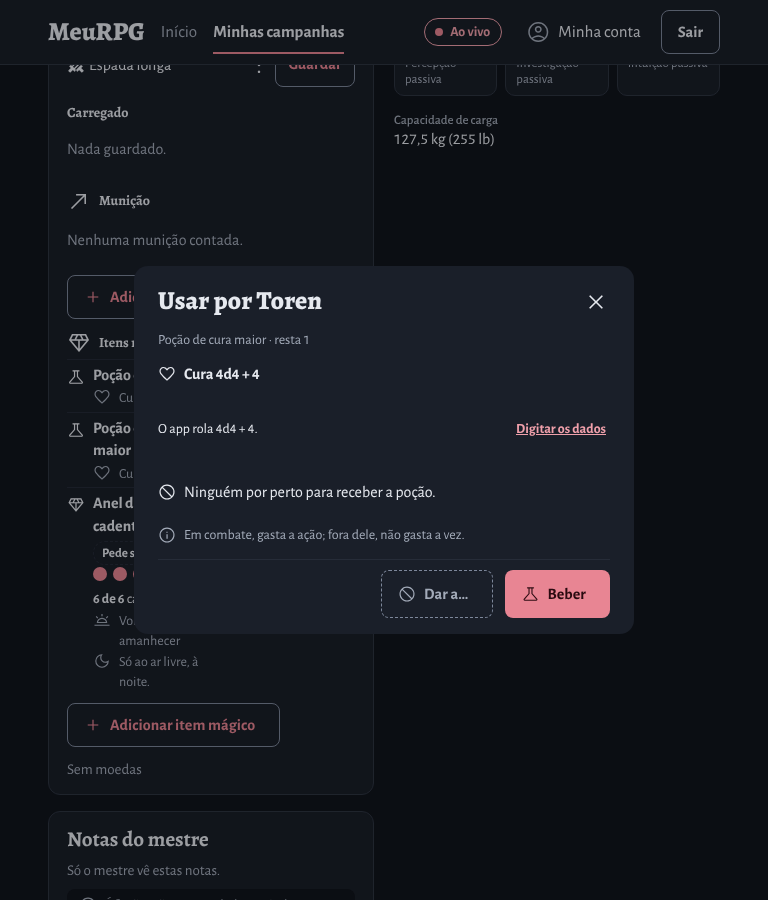 MeuRPG Início Minhas campanhas Ao vivo Minha conta Sair
Espada longa Guardar
Percepção passiva
Investigação passiva
Intuição passiva
Capacidade de carga
127,5 kg (255 lb)
Carregado
Nada guardado.
Munição
Nenhuma munição contada.
Usar por Toren
Poção de cura maior · resta 1
Cura 4d4 + 4
O app rola 4d4 + 4. Digitar os dados
Ninguém por perto para receber a poção.
Em combate, gasta a ação; fora dele, não gasta a vez.
Dar a... Beber
Itens
Poção
Poção
maior
Anel
6 de 6
amanhecer
Só ao ar livre, à
noite.
Adicionar item mágico
Sem moedas
Notas do mestre
Só o mestre vê estas notas.